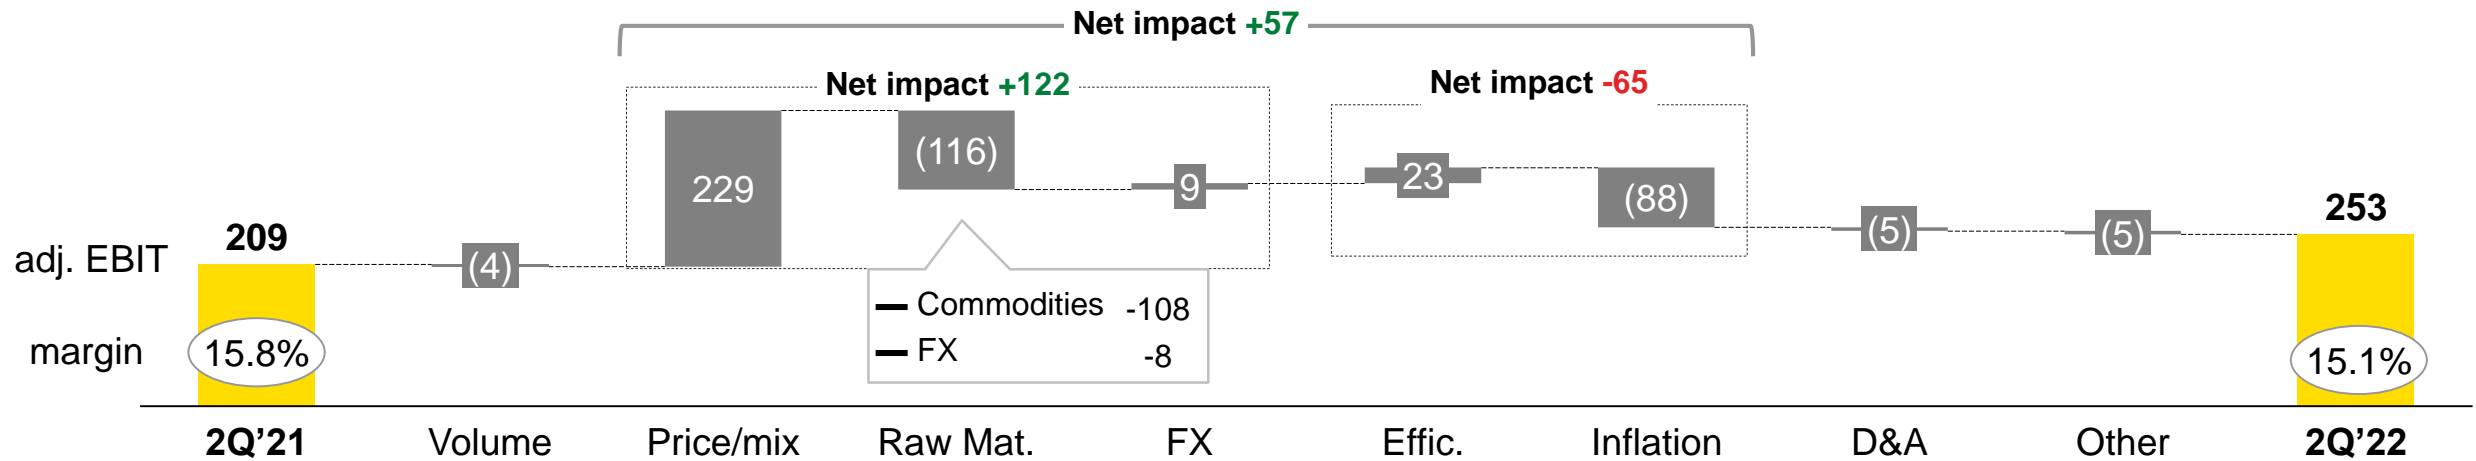 Net impact +57
Net impact +122
Net impact -65
adj. EBIT
209
(4)
229
(116)
9
23
(88)
(5)
(5)
253
Commodities -108
FX -8
margin
15.8%
15.1%
2Q’21 Volume Price/mix Raw Mat. FX Effic. Inflation D&A Other 2Q’22